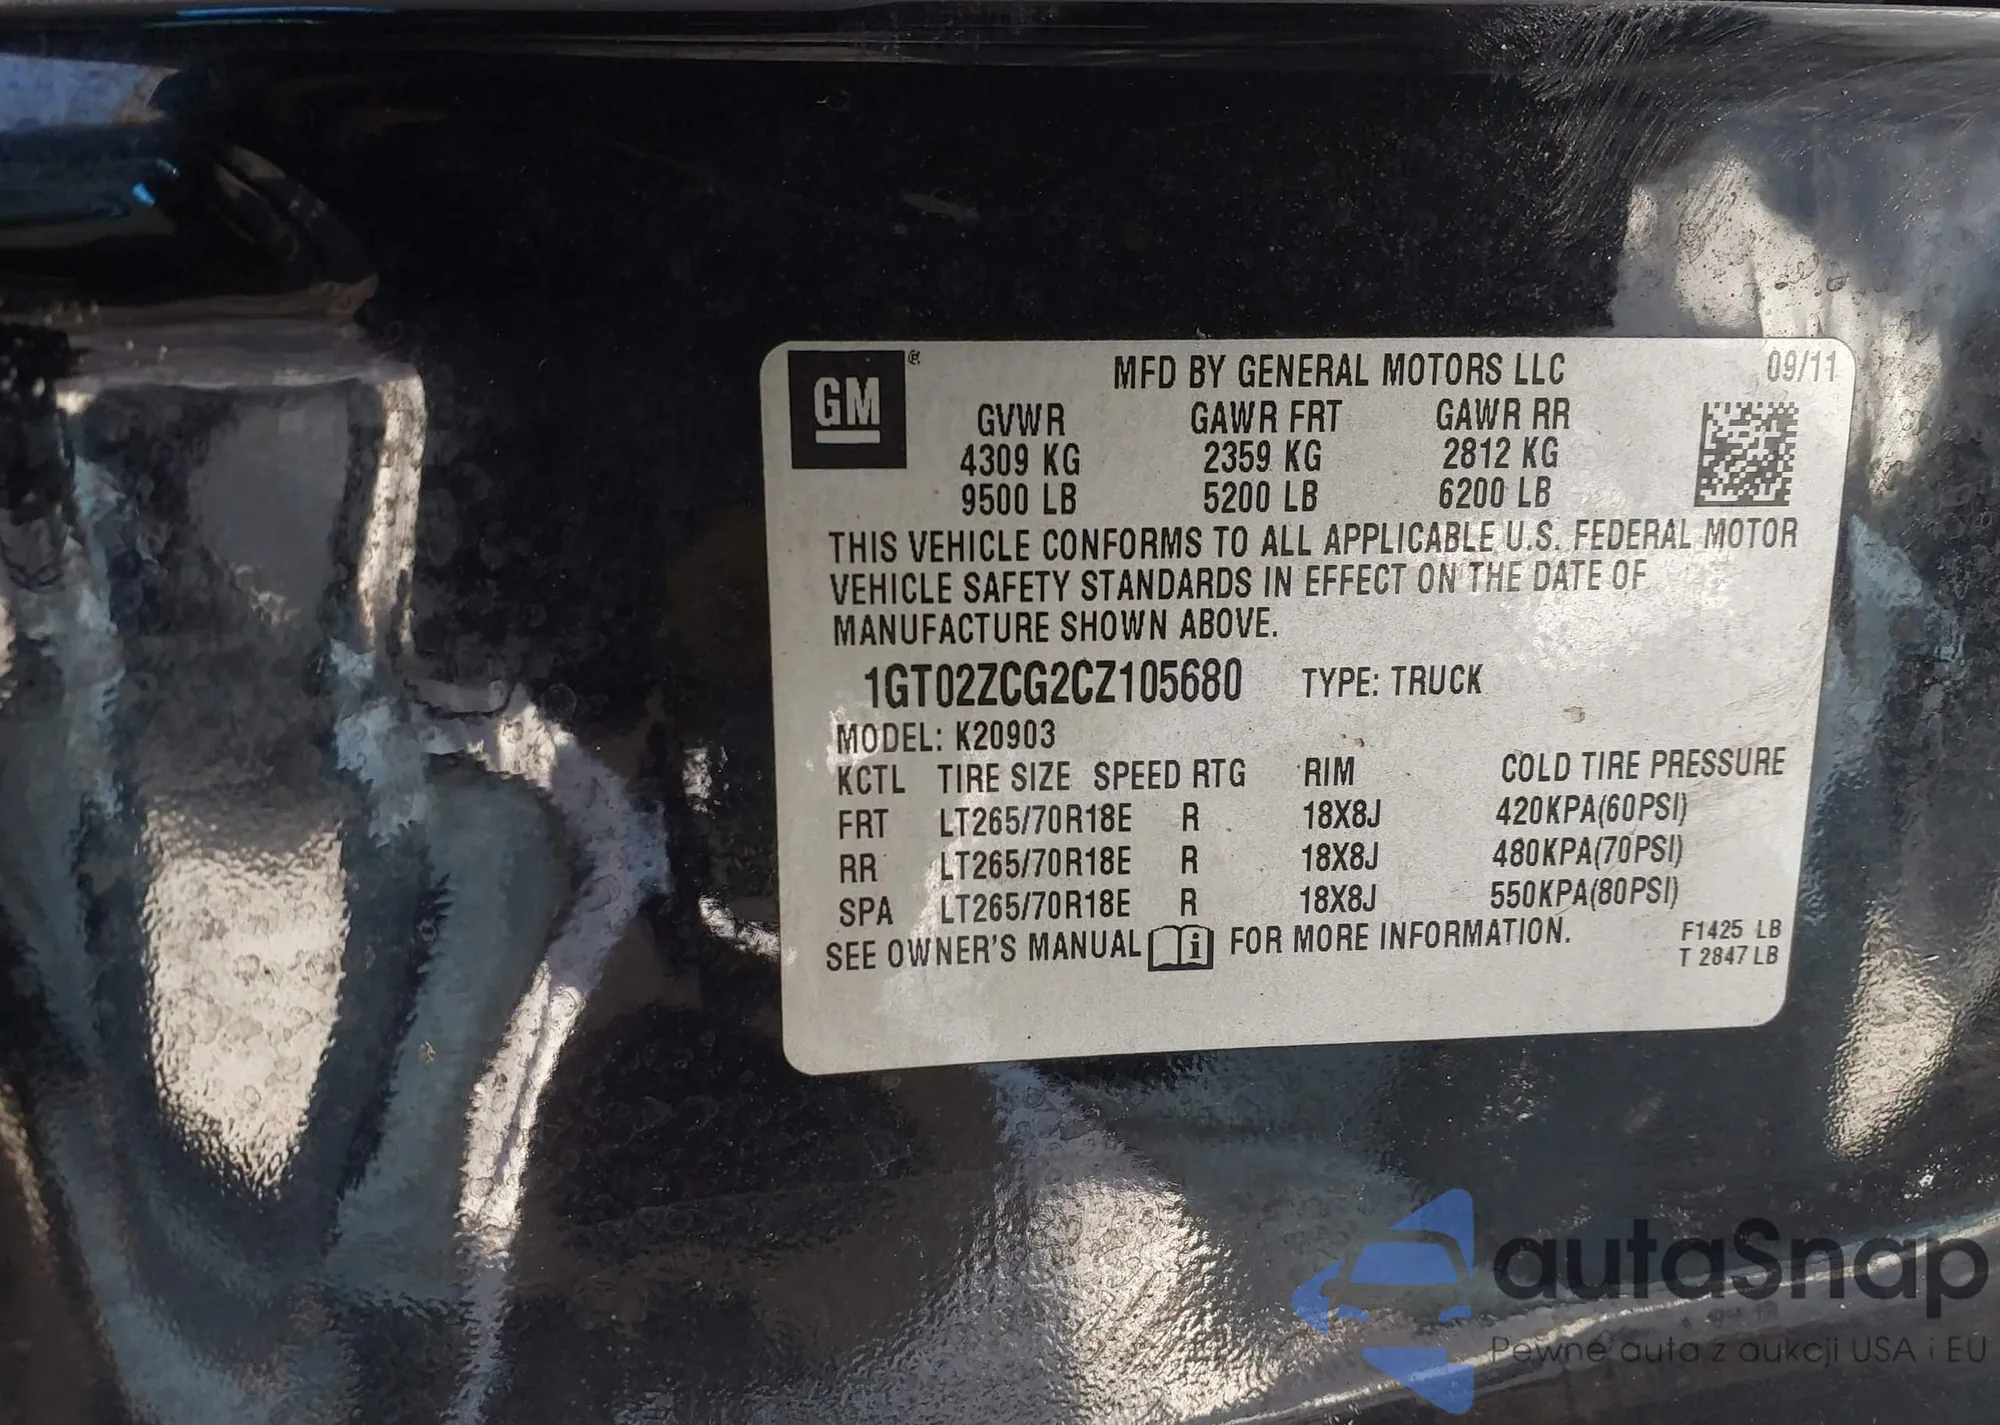 GM ®
MFD BY GENERAL MOTORS LLC 09/11
GVWR GAWR FRT GAWR RR
4309 KG 2359 KG 2812 KG
9500 LB 5200 LB 6200 LB
THIS VEHICLE CONFORMS TO ALL APPLICABLE U.S. FEDERAL MOTOR
VEHICLE SAFETY STANDARDS IN EFFECT ON THE DATE OF
MANUFACTURE SHOWN ABOVE.
1GT02ZCG2CZ105680 TYPE: TRUCK
MODEL: K20903
KCTL TIRE SIZE SPEED RTG RIM COLD TIRE PRESSURE
FRT LT265/70R18E R 18X8J 420KPA(60PSI)
RR LT265/70R18E R 18X8J 480KPA(70PSI)
SPA LT265/70R18E R 18X8J 550KPA(80PSI)
SEE OWNER'S MANUAL i FOR MORE INFORMATION.
F1425 LB
T 2847 LB
autaSnap
Pewne auta z aukcji USA i EU